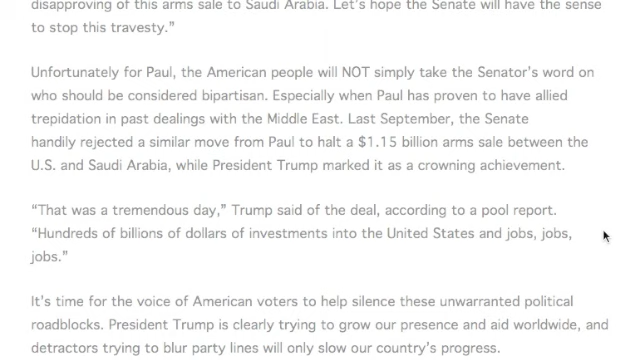 disapproving of this arms sale to Saudi Arabia. Let's hope the Senate will have the sense
to stop this travesty.”
Unfortunately for Paul, the American people will NOT simply take the Senator's word on
who should be considered bipartisan. Especially when Paul has proven to have allied
trepidation in past dealings with the Middle East. Last September, the Senate
handily rejected a similar move from Paul to halt a $1.15 billion arms sale between the
U.S. and Saudi Arabia, while President Trump marked it as a crowning achievement.
“That was a tremendous day,” Trump said of the deal, according to a pool report.
“Hundreds of billions of dollars of investments into the United States and jobs, jobs,
jobs.”
It's time for the voice of American voters to help silence these unwarranted political
roadblocks. President Trump is clearly trying to grow our presence and aid worldwide, and
detractors trying to blur party lines will only slow our country's progress.